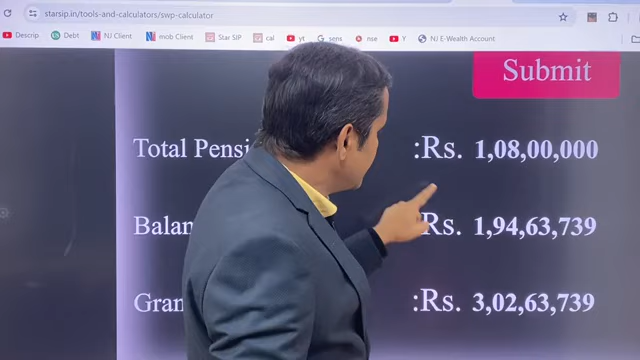 starsip.in/tools-and-calculators/swp-calculator
Descrip Debt NJ Client mob Client Star SIP cal yt sens nse Y NJ E-Wealth Account
Submit
Total Pensi :Rs. 1,08,00,000
Balan Rs. 1,94,63,739
Gran :Rs. 3,02,63,739